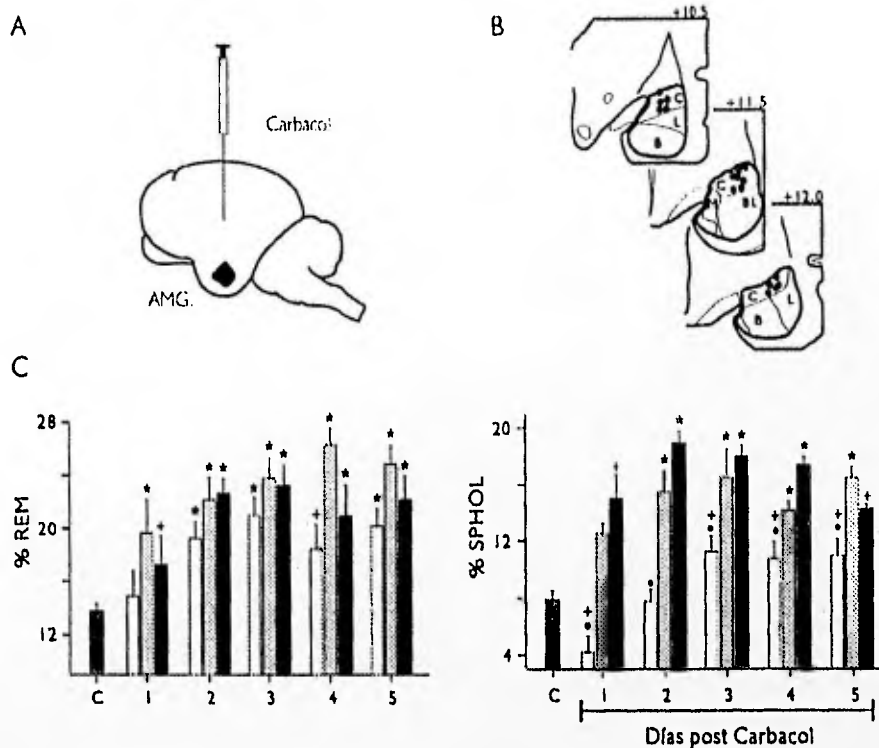 A
Carbacol
AMG.
B
+10.5
C
L
B
+11.5
C
M
BL
+12.0
C
L
B
C
28
20
12
% REM
C 1 2 3 4 5
20
12
4
% SPHOL
C 1 2 3 4 5
Días post Carbacol